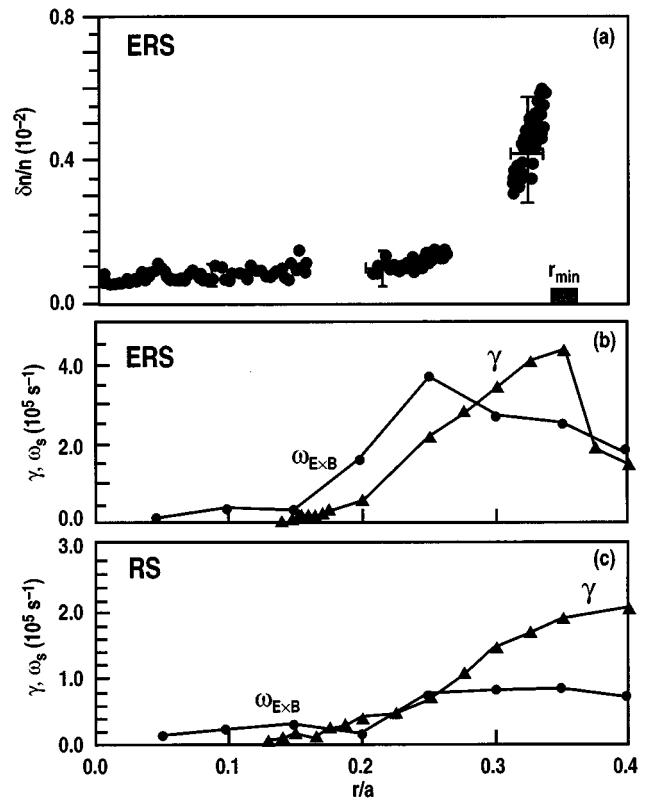 0.8
ERS
(a)
δn/n (10⁻²)
0.4
r_min
0.0
ERS
(b)
4.0
γ
γ, ω_s (10⁵ s⁻¹)
2.0
ω_E×B
0.0
3.0
RS
(c)
γ
2.0
γ, ω_s (10⁵ s⁻¹)
1.0
ω_E×B
0.0
0.0 0.1 0.2 0.3 0.4
r/a